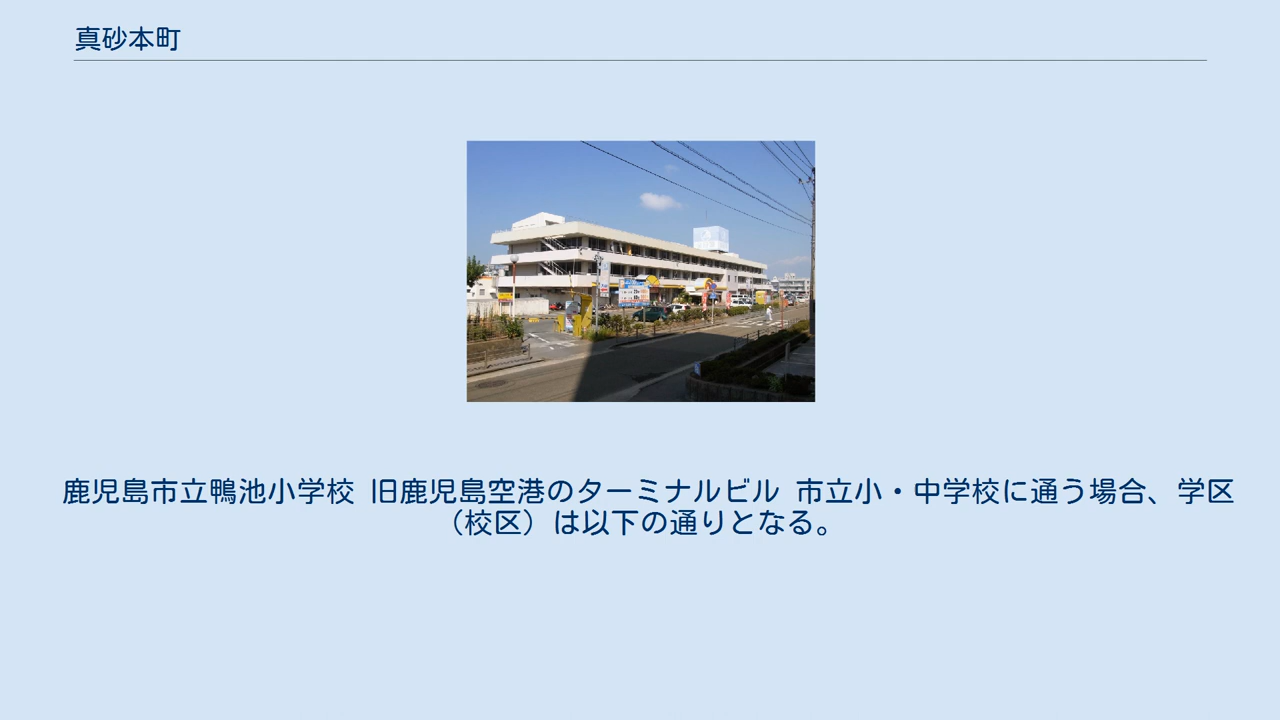 真砂本町
鹿児島市立鴨池小学校 旧鹿児島空港のターミナルビル 市立小・中学校に通う場合、学区
（校区）は以下の通りとなる。